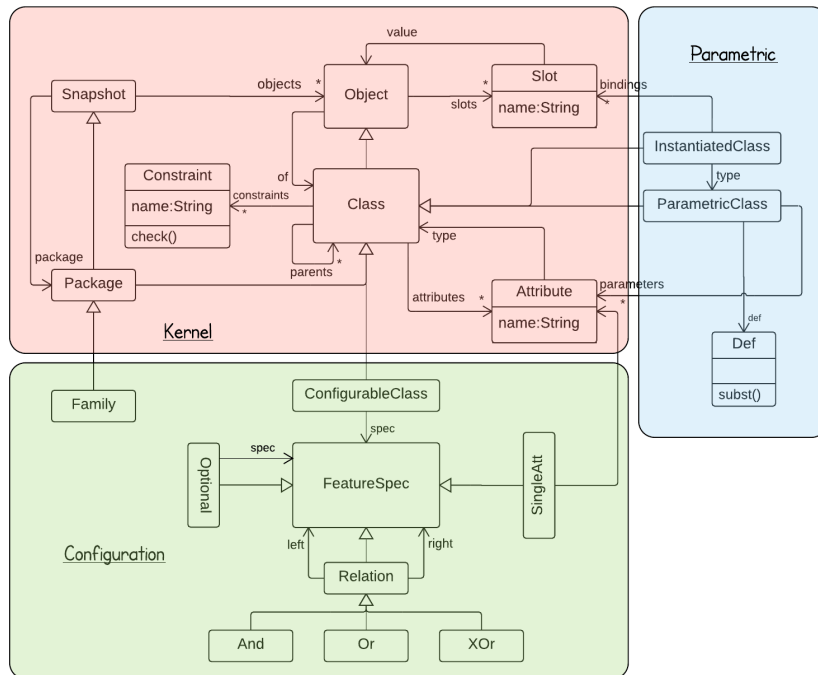 value
Parametric
Snapshot
objects
*
Object
slots
*
Slot
name:String
bindings
*
InstantiatedClass
type
of
Constraint
name:String
check()
constraints
*
Class
ParametricClass
type
parents
*
package
Package
attributes
*
Attribute
name:String
parameters
*
Kernel
def
Def
subst()
Family
ConfigurableClass
spec
Optional
spec
FeatureSpec
SingleAtt
Configuration
left
right
Relation
And
Or
XOr